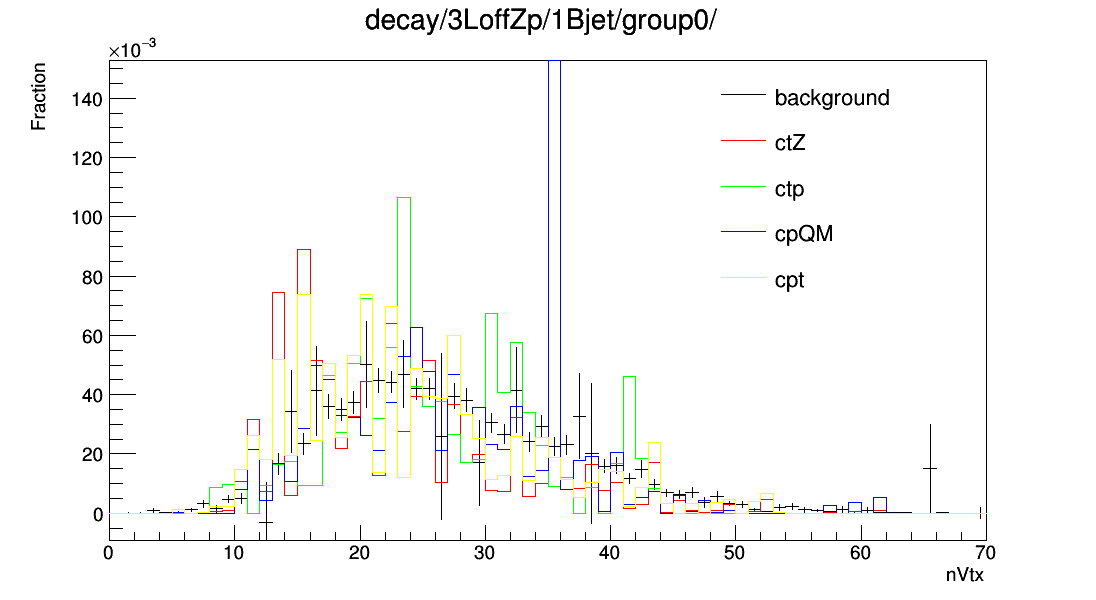 decay/3LoffZp/1Bjet/group0/
×10⁻³
Fraction
background
ctZ
ctp
cpQM
cpt
140
120
100
80
60
40
20
0
0 10 20 30 40 50 60 70
nVtx